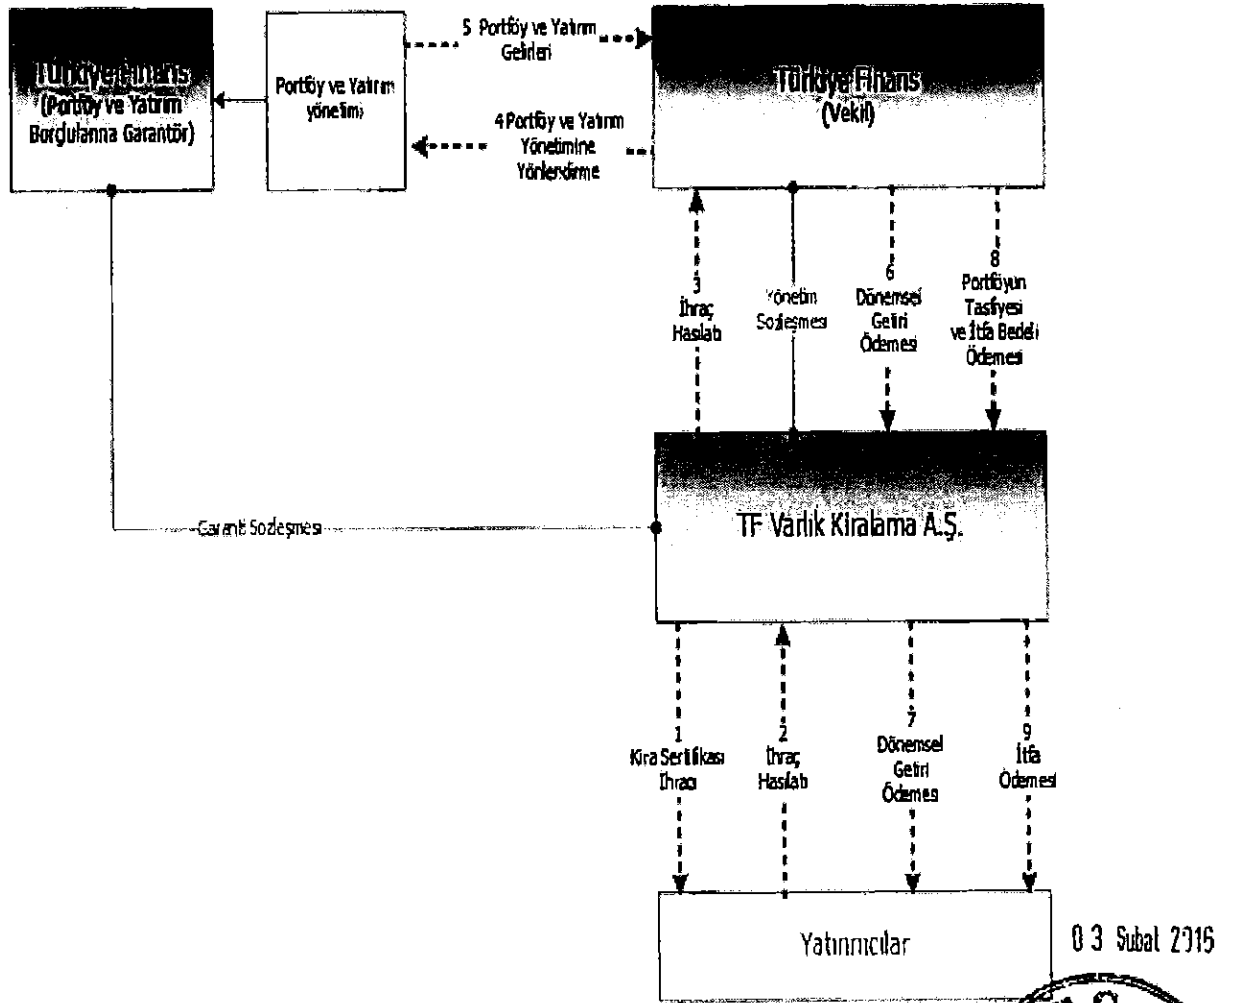 Türkiye Finans
(Portföy ve Yatırım
Borçlularına Garantör)
Portföy ve Yatırım
yönetimi
5 Portföy ve Yatırım
Gelirleri
4 Portföy ve Yatırım
Yönetimine
Yönlendirme
Türkiye Finans
(Vekil)
3
İhraç
Hasılatı
Yönetim
Sözleşmesi
6
Dönemsel
Getiri
Ödemesi
8
Portföyün
Tasfiyesi
ve İtfa Bedeli
Ödemesi
Garanti Sözleşmesi
TF Varlık Kiralama A.Ş.
1
Kira Sertifikası
İhracı
2
İhraç
Hasılatı
7
Dönemsel
Getiri
Ödemesi
9
İtfa
Ödemesi
Yatırımcılar
03 Şubat 2016